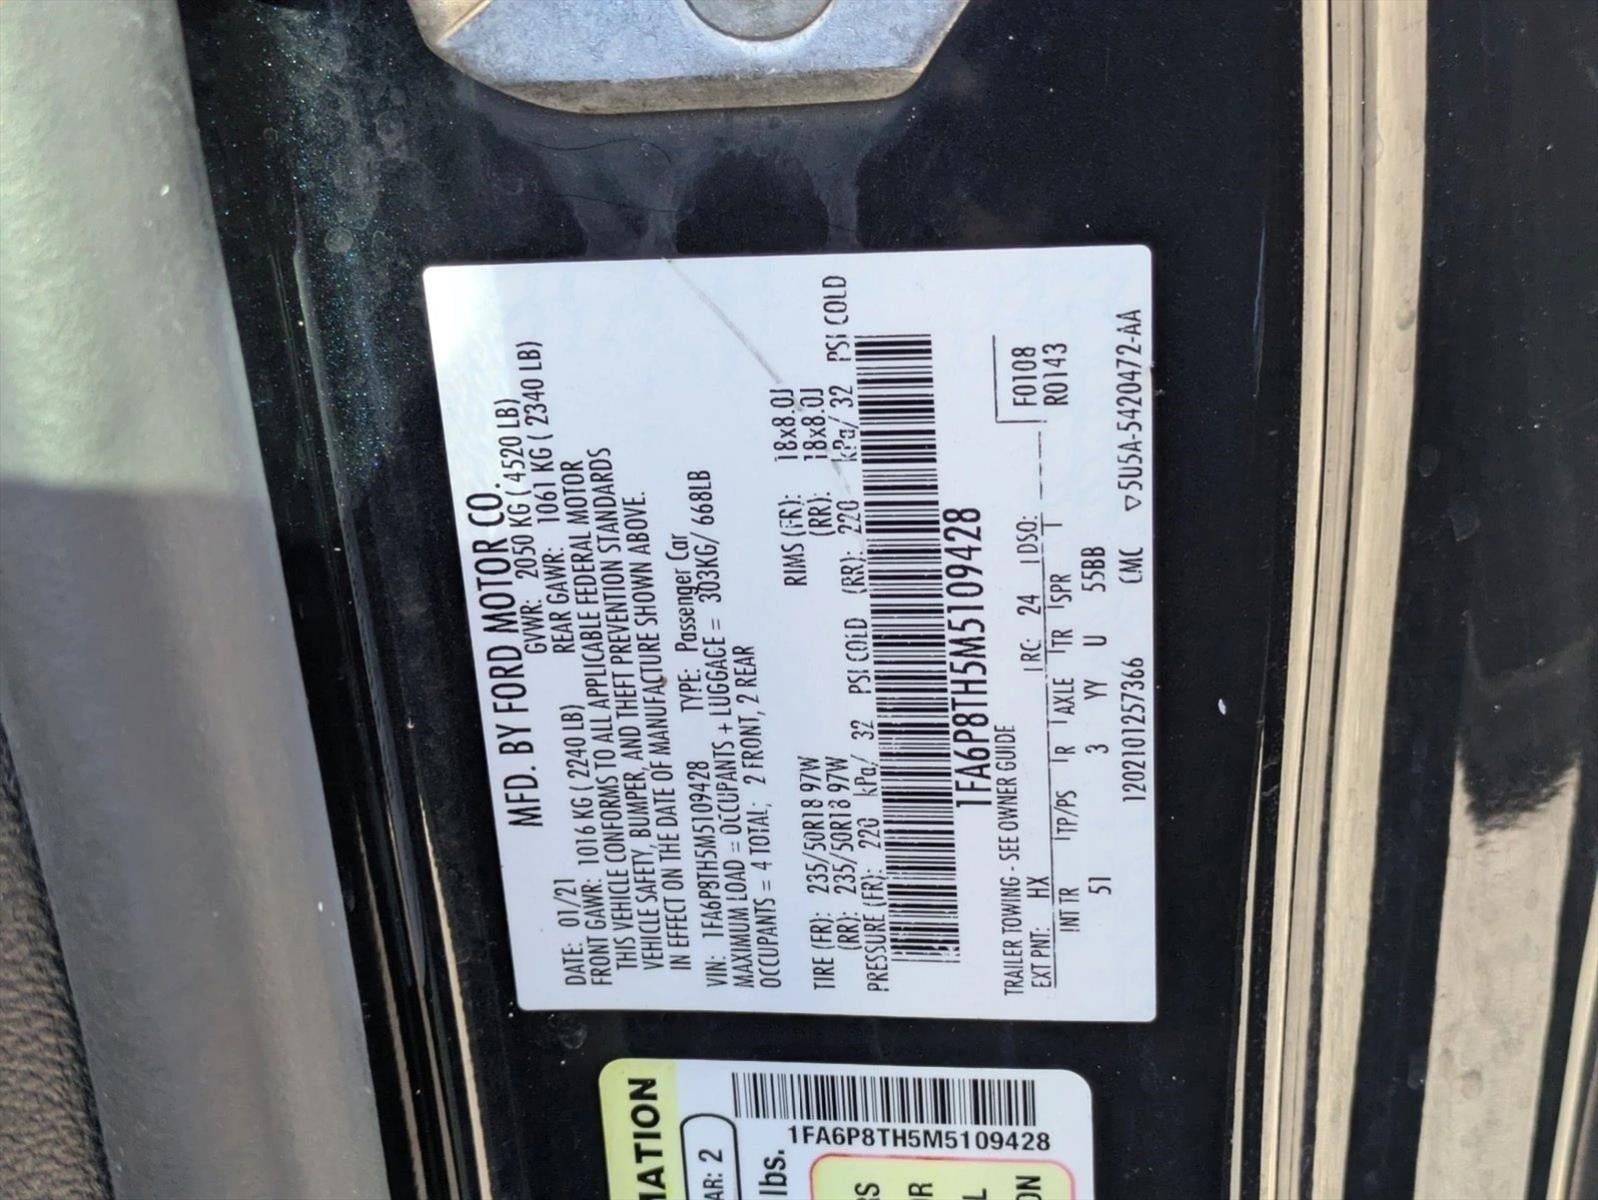 MFD. BY FORD MOTOR CO.
DATE: 01/21 GVWR: 2050 KG ( 4520 LB)
FRONT GAWR: 1016 KG ( 2240 LB) REAR GAWR: 1061 KG ( 2340 LB)
THIS VEHICLE CONFORMS TO ALL APPLICABLE FEDERAL MOTOR
VEHICLE SAFETY, BUMPER, AND THEFT PREVENTION STANDARDS
IN EFFECT ON THE DATE OF MANUFACTURE SHOWN ABOVE.
VIN: 1FA6P8TH5M5109428 TYPE: Passenger Car
MAXIMUM LOAD = OCCUPANTS + LUGGAGE = 303KG/ 668LB
OCCUPANTS = 4 TOTAL; 2 FRONT, 2 REAR
TIRE (FR): 235/50R18 97W RIMS (FR): 18x8.0J
(RR): 235/50R18 97W (RR): 18x8.0J
PRESSURE (FR): 220 kPa/ 32 PSI COLD (RR): 220 kPa/ 32 PSI COLD
1FA6P8TH5M5109428
TRAILER TOWING - SEE OWNER GUIDE
F0108
R0143
EXT PNT: HX RC: 24 DSO:
INT TR TP/PS R AXLE TR SPR
51 3 YY U 55BB
1202101257366 CMC ▽5U5A-5420472-AA
MATION
AR: 2
1FA6P8TH5M5109428
lbs.
RS
OR
L
ON